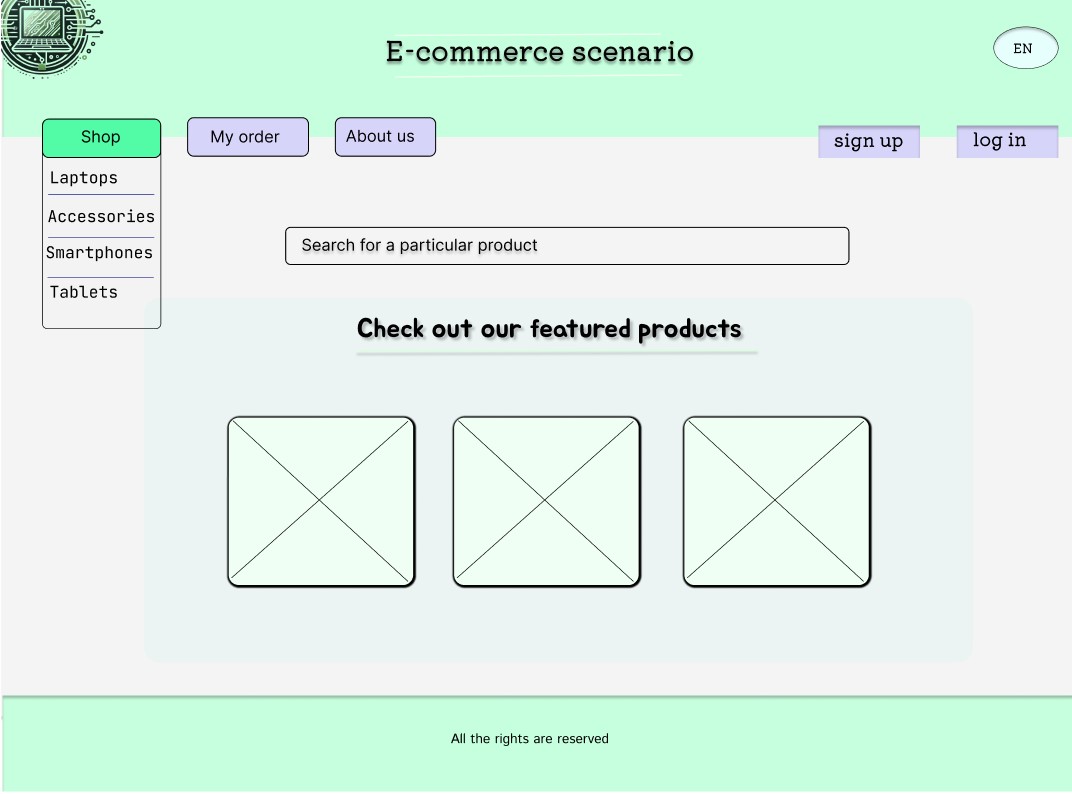 E-commerce scenario
EN
Shop
My order
About us
sign up
log in
Laptops
Accessories
Smartphones
Tablets
Search for a particular product
Check out our featured products
All the rights are reserved